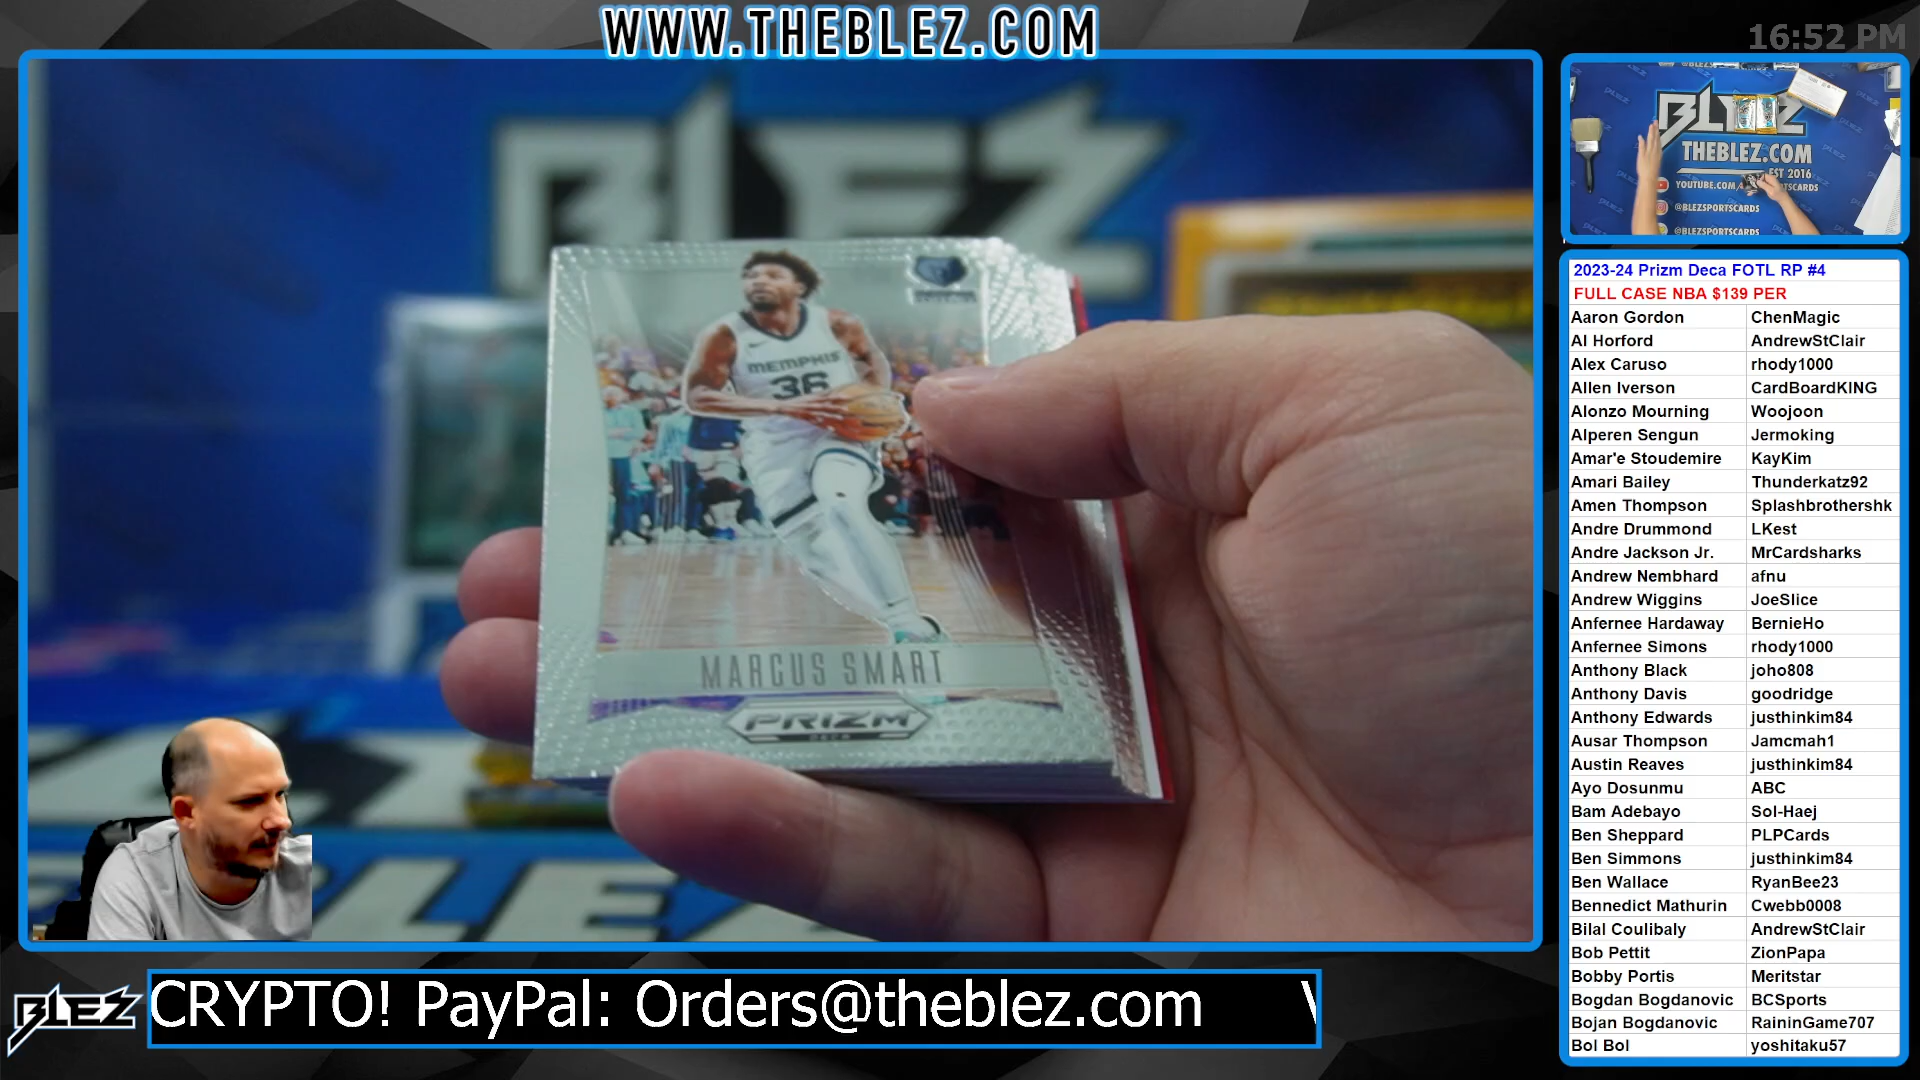 WWW.THEBLEZ.COM
16:52 PM
BLEZ
MEMPHIS
36
MARCUS SMART
PRIZM
DECA
BLEZ
THEBLEZ.COM
EST 2016
YOUTUBE.COM/
@BLEZSPORTSCARDS
@BLEZSPORTSCARDS
2023-24 Prizm Deca FOTL RP #4
FULL CASE NBA $139 PER
Aaron Gordon ChenMagic
Al Horford AndrewStClair
Alex Caruso rhody1000
Allen Iverson CardBoardKING
Alonzo Mourning Woojoon
Alperen Sengun Jermoking
Amar'e Stoudemire KayKim
Amari Bailey Thunderkatz92
Amen Thompson Splashbrothershk
Andre Drummond LKest
Andre Jackson Jr. MrCardsharks
Andrew Nembhard afnu
Andrew Wiggins JoeSlice
Anfernee Hardaway BernieHo
Anfernee Simons rhody1000
Anthony Black joho808
Anthony Davis goodridge
Anthony Edwards justhinkim84
Ausar Thompson Jamcmah1
Austin Reaves justhinkim84
Ayo Dosunmu ABC
Bam Adebayo Sol-Haej
Ben Sheppard PLPCards
Ben Simmons justhinkim84
Ben Wallace RyanBee23
Bennedict Mathurin Cwebb0008
Bilal Coulibaly AndrewStClair
Bob Pettit ZionPapa
Bobby Portis Meritstar
Bogdan Bogdanovic BCSports
Bojan Bogdanovic RaininGame707
Bol Bol yoshitaku57
BLEZ
CRYPTO! PayPal: Orders@theblez.com